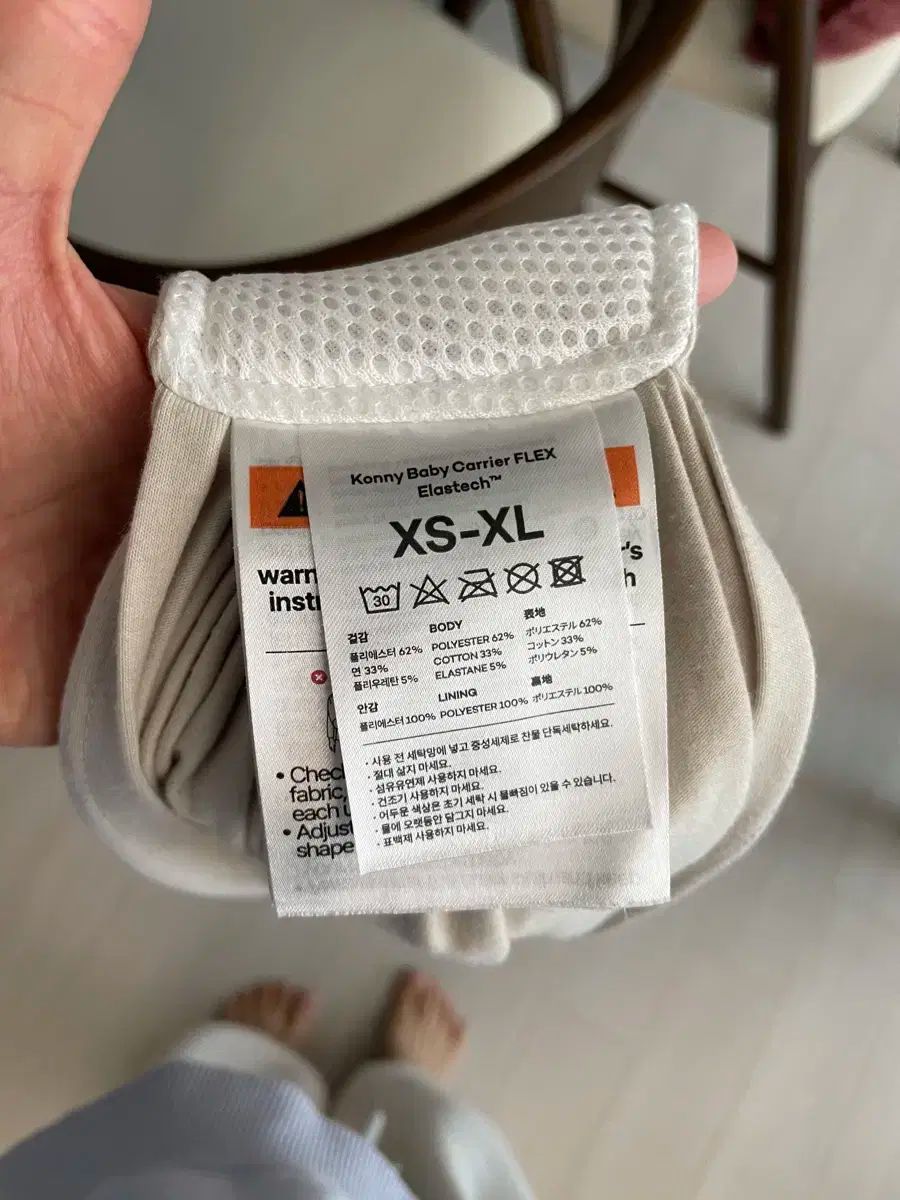 Konny Baby Carrier FLEX
Elastech™
XS-XL
30
겉감
폴리에스터 62%
면 33%
폴리우레탄 5%
안감
폴리에스터 100%
BODY
POLYESTER 62%
COTTON 33%
ELASTANE 5%
LINING
POLYESTER 100%
表地
ポリエステル 62%
コットン 33%
ポリウレタン 5%
裏地
ポリエステル 100%
· 사용 전 세탁망에 넣고 중성세제로 찬물 단독세탁하세요.
· 절대 삶지 마세요.
· 섬유유연제 사용하지 마세요.
· 건조기 사용하지 마세요.
· 어두운 색상은 초기 세탁 시 물빠짐이 있을 수 있습니다.
· 물에 오랫동안 담그지 마세요.
· 표백제 사용하지 마세요.
warn
inst
• Chec
fabric,
each u
• Adjust
shape
's
h